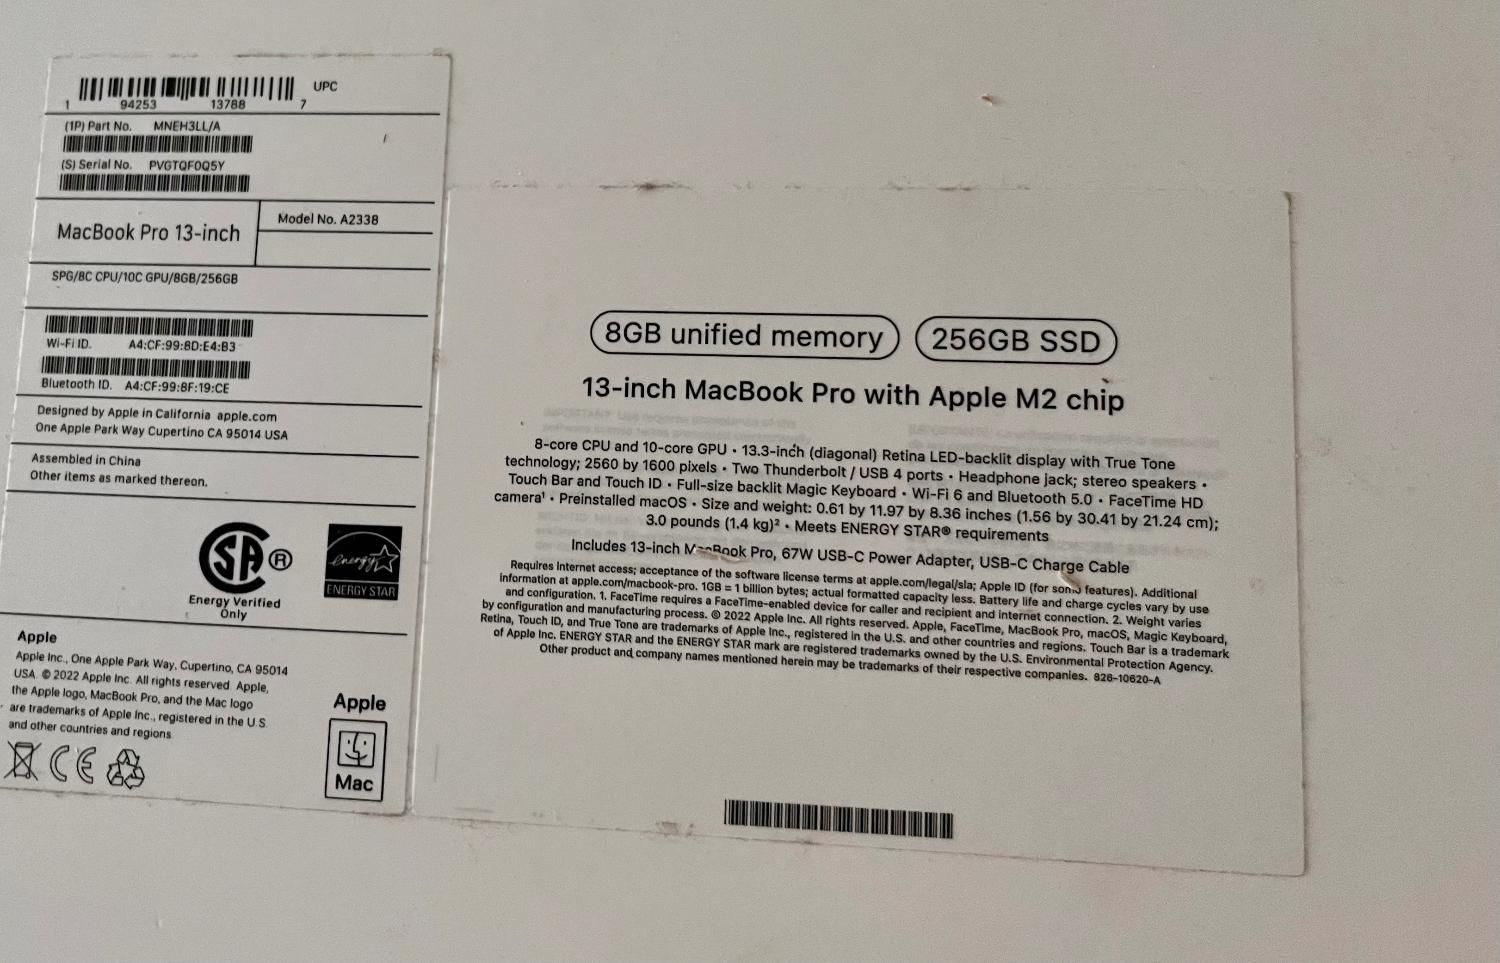 UPC
1 94253 13788 7
(1P) Part No. MNEH3LL/A
(S) Serial No. PVGTQF0Q5Y
MacBook Pro 13-inch
Model No. A2338
SPG/8C CPU/10C GPU/8GB/256GB
Wi-Fi ID. A4:CF:99:8D:E4:B3
Bluetooth ID. A4:CF:99:8F:19:CE
Designed by Apple in California apple.com
One Apple Park Way Cupertino CA 95014 USA
Assembled in China
Other items as marked thereon.
SA ®
Energy Verified
Only
energy
ENERGY STAR
Apple
Apple Inc., One Apple Park Way, Cupertino, CA 95014
USA. © 2022 Apple Inc. All rights reserved. Apple,
the Apple logo, MacBook Pro, and the Mac logo
are trademarks of Apple Inc., registered in the U.S.
and other countries and regions.
CE
Apple
Mac
8GB unified memory
256GB SSD
13-inch MacBook Pro with Apple M2 chip
8-core CPU and 10-core GPU • 13.3-inch (diagonal) Retina LED-backlit display with True Tone
technology; 2560 by 1600 pixels • Two Thunderbolt / USB 4 ports • Headphone jack; stereo speakers •
Touch Bar and Touch ID • Full-size backlit Magic Keyboard • Wi-Fi 6 and Bluetooth 5.0 • FaceTime HD
camera¹ • Preinstalled macOS • Size and weight: 0.61 by 11.97 by 8.36 inches (1.56 by 30.41 by 21.24 cm);
3.0 pounds (1.4 kg)² • Meets ENERGY STAR® requirements
Includes 13-inch MacBook Pro, 67W USB-C Power Adapter, USB-C Charge Cable
Requires Internet access; acceptance of the software license terms at apple.com/legal/sla; Apple ID (for some features). Additional
information at apple.com/macbook-pro. 1GB = 1 billion bytes; actual formatted capacity less. Battery life and charge cycles vary by use
and configuration. 1. FaceTime requires a FaceTime-enabled device for caller and recipient and internet connection. 2. Weight varies
by configuration and manufacturing process. © 2022 Apple Inc. All rights reserved. Apple, FaceTime, MacBook Pro, macOS, Magic Keyboard,
Retina, Touch ID, and True Tone are trademarks of Apple Inc., registered in the U.S. and other countries and regions. Touch Bar is a trademark
of Apple Inc. ENERGY STAR and the ENERGY STAR mark are registered trademarks owned by the U.S. Environmental Protection Agency.
Other product and company names mentioned herein may be trademarks of their respective companies. 826-10620-A